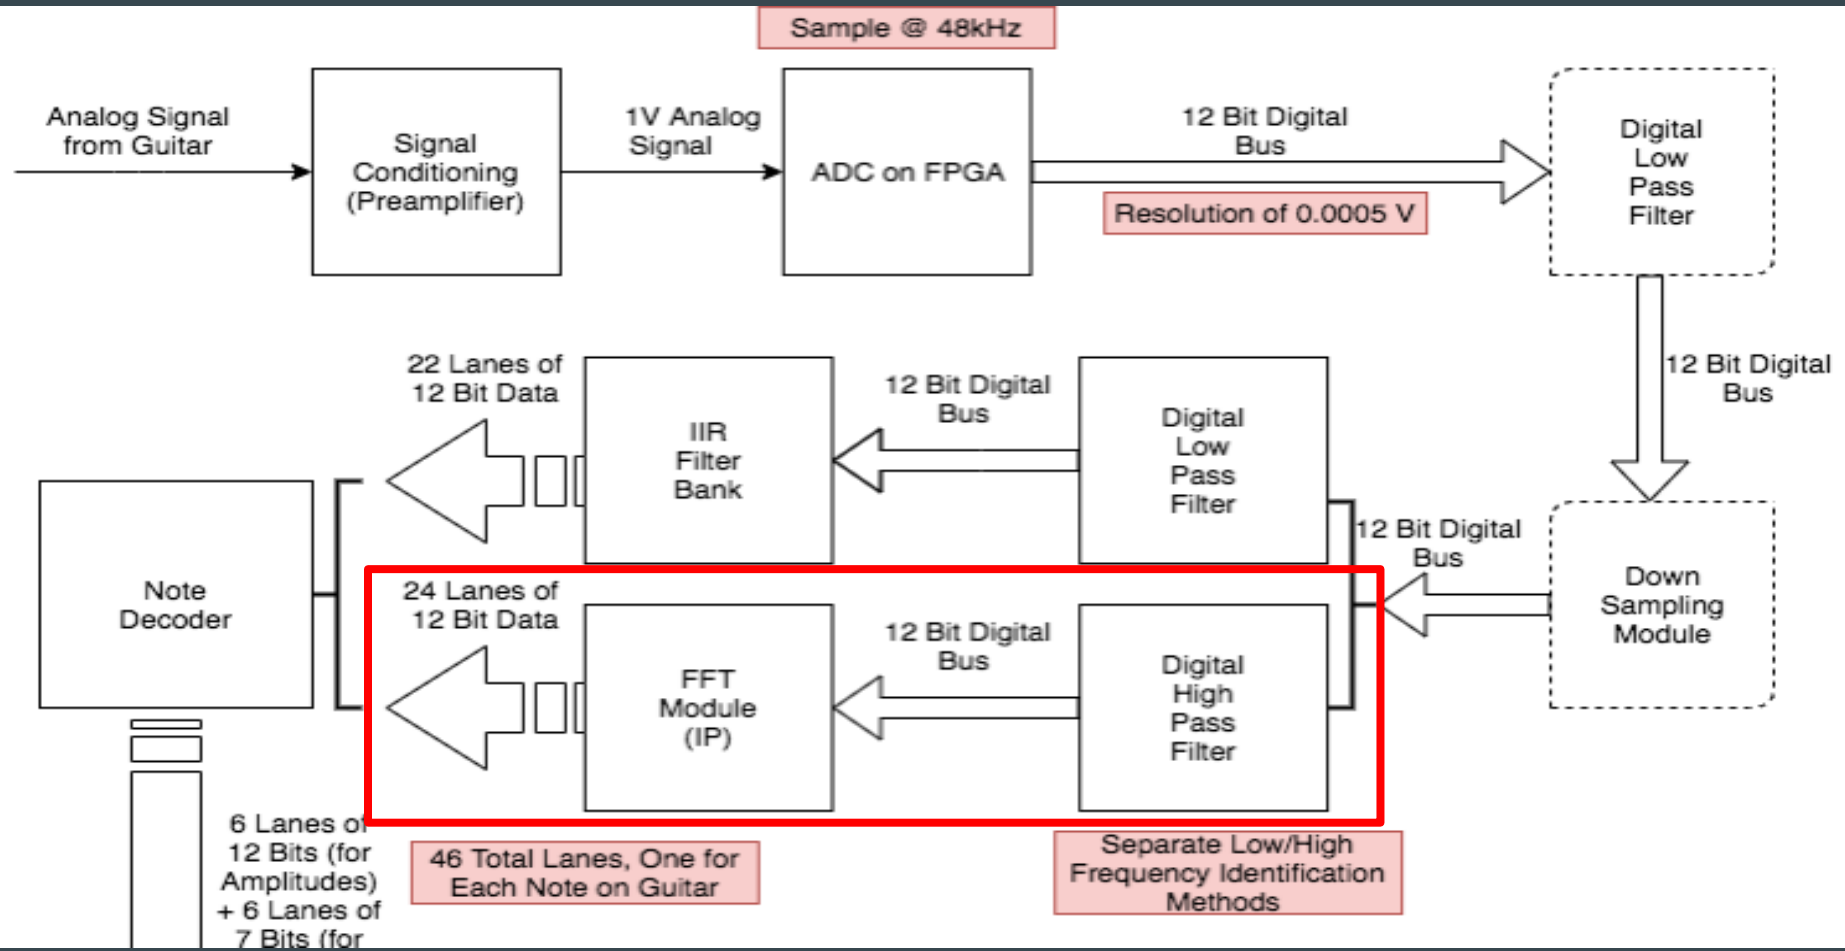 Sample @ 48kHz
Analog Signal
from Guitar
Signal
Conditioning
(Preamplifier)
1V Analog
Signal
ADC on FPGA
12 Bit Digital
Bus
Resolution of 0.0005 V
Digital
Low
Pass
Filter
12 Bit Digital
Bus
Down
Sampling
Module
12 Bit Digital
Bus
Digital
Low
Pass
Filter
12 Bit Digital
Bus
IIR
Filter
Bank
22 Lanes of
12 Bit Data
Digital
High
Pass
Filter
12 Bit Digital
Bus
FFT
Module
(IP)
24 Lanes of
12 Bit Data
Note
Decoder
Separate Low/High
Frequency Identification
Methods
46 Total Lanes, One for
Each Note on Guitar
6 Lanes of
12 Bits (for
Amplitudes)
+ 6 Lanes of
7 Bits (for